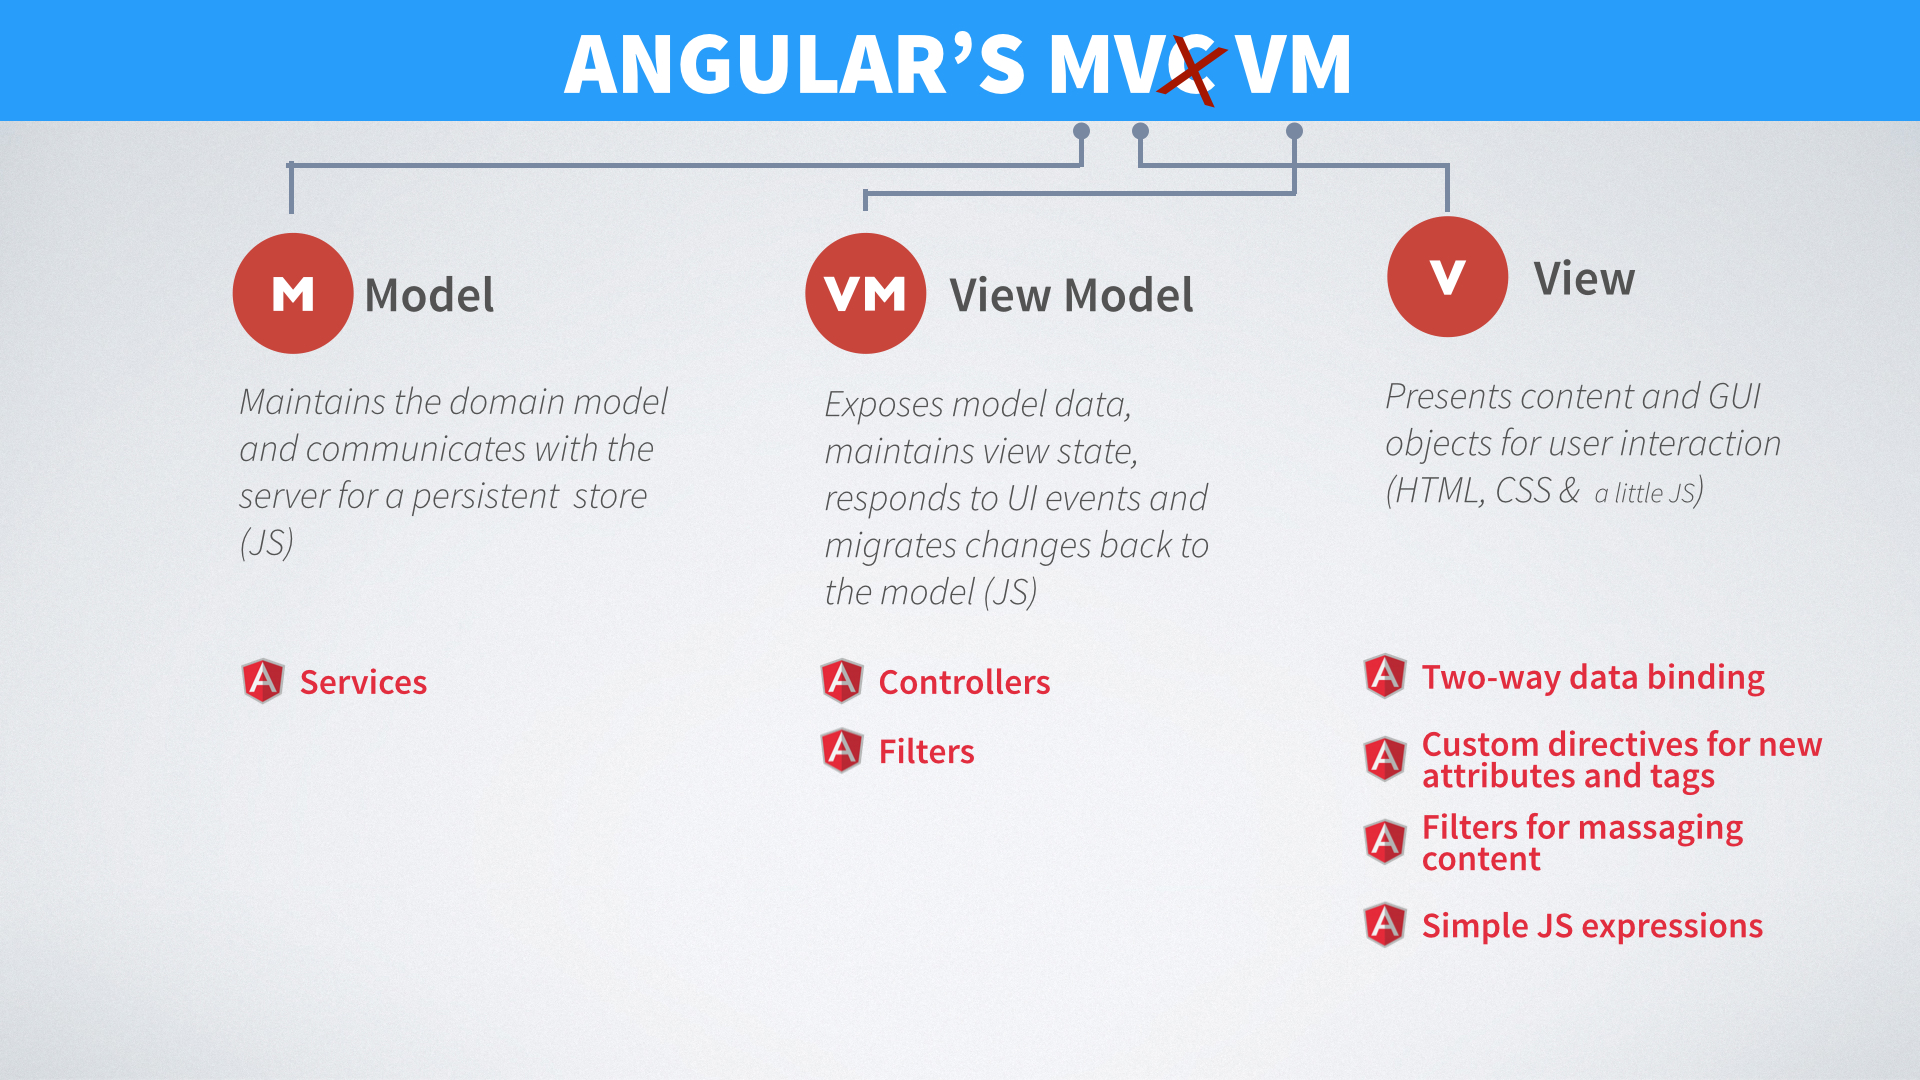 ANGULAR’S MVC VM
M Model
Maintains the domain model
and communicates with the
server for a persistent store
(JS)
Services
VM View Model
Exposes model data,
maintains view state,
responds to UI events and
migrates changes back to
the model (JS)
Controllers
Filters
V View
Presents content and GUI
objects for user interaction
(HTML, CSS & a little JS)
Two-way data binding
Custom directives for new
attributes and tags
Filters for massaging
content
Simple JS expressions